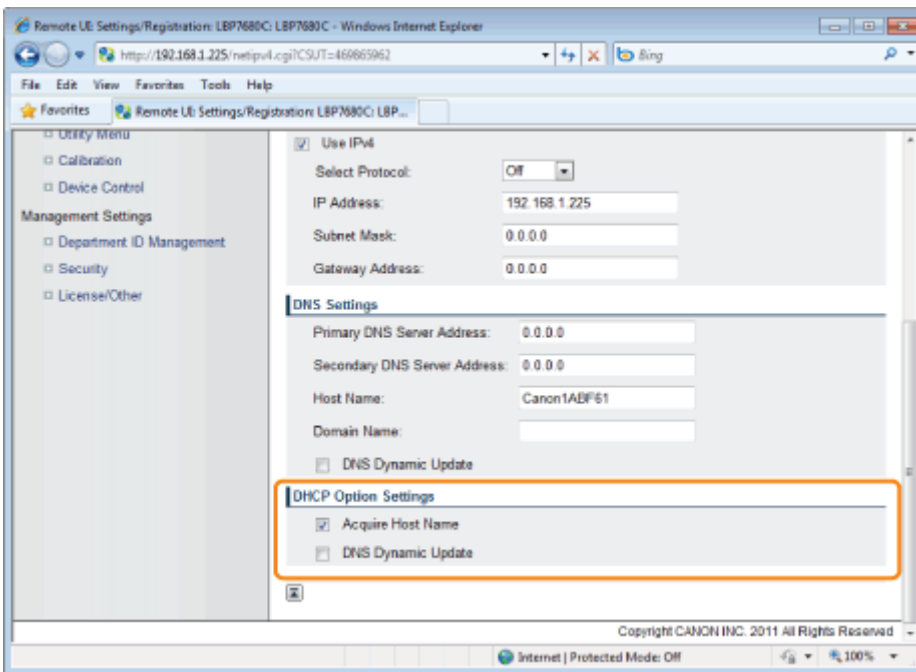 Remote UI: Settings/Registration: LBP7680C: LBP7680C - Windows Internet Explorer
http://192.168.1.225/netipv4.cgi?CSUT=469865962
Bing
File Edit View Favorites Tools Help
Favorites
Remote UI: Settings/Registration: LBP7680C: LBP...
Utility Menu
Calibration
Device Control
Management Settings
Department ID Management
Security
License/Other
Use IPv4
Select Protocol: Off
IP Address: 192.168.1.225
Subnet Mask: 0.0.0.0
Gateway Address: 0.0.0.0
DNS Settings
Primary DNS Server Address: 0.0.0.0
Secondary DNS Server Address: 0.0.0.0
Host Name: Canon1ABF61
Domain Name:
DNS Dynamic Update
DHCP Option Settings
Acquire Host Name
DNS Dynamic Update
Copyright CANON INC. 2011 All Rights Reserved
Internet | Protected Mode: Off
100%